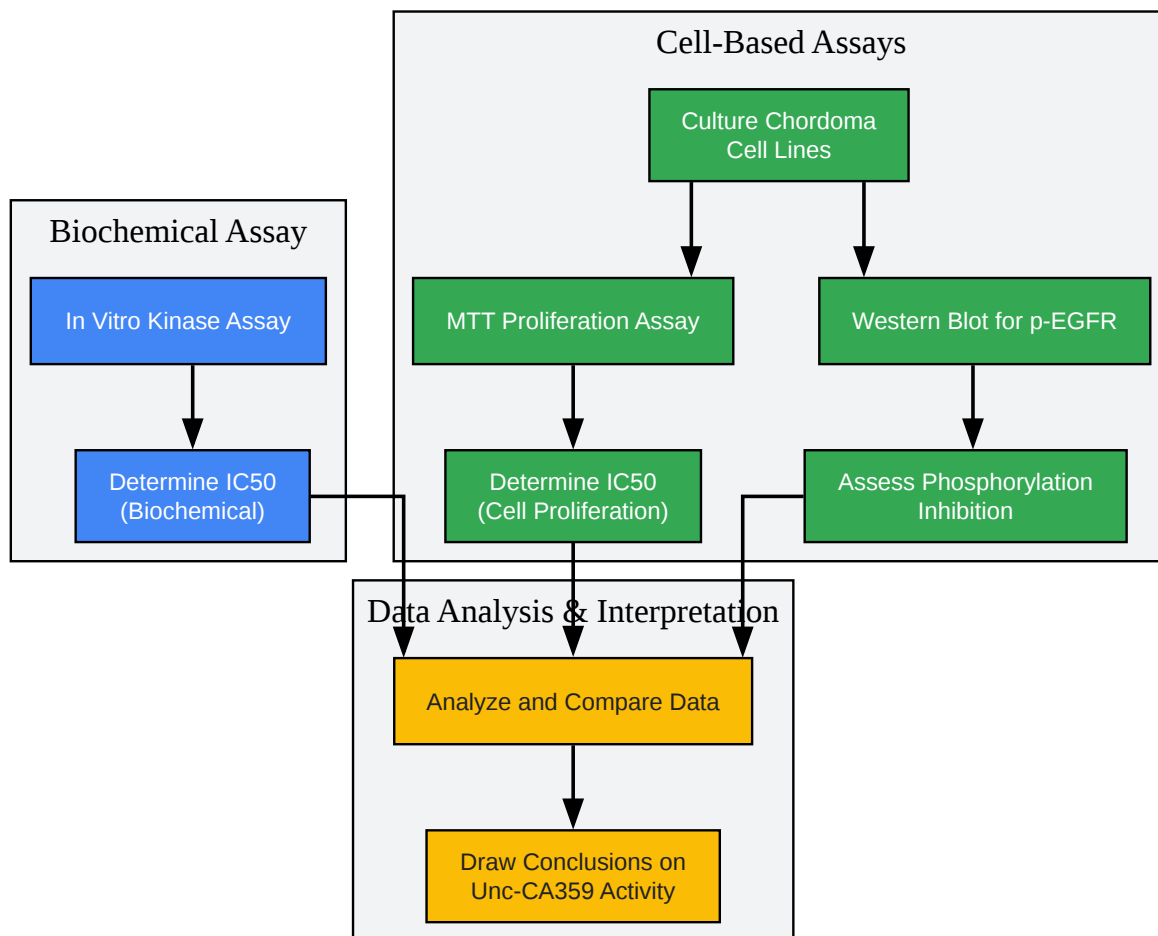 Cell-Based Assays
Culture Chordoma
Cell Lines
Biochemical Assay
In Vitro Kinase Assay
MTT Proliferation Assay
Western Blot for p-EGFR
Determine IC50
(Biochemical)
Determine IC50
(Cell Proliferation)
Assess Phosphorylation
Inhibition
Data Analysis & Interpretation
Analyze and Compare Data
Draw Conclusions on
Unc-CA359 Activity